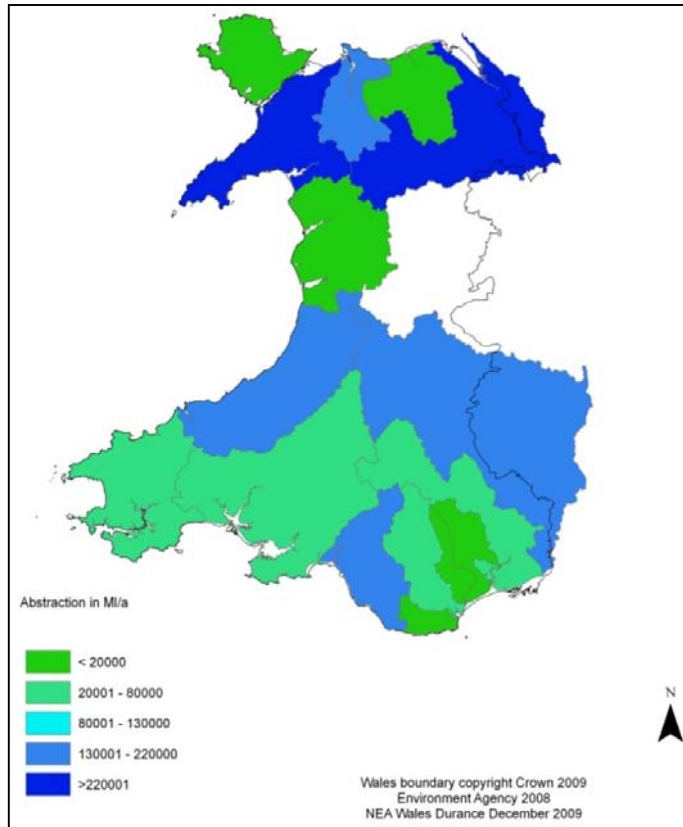 Abstraction in Ml/a
< 20000
20001 - 80000
80001 - 130000
130001 - 220000
>220001
N
Wales boundary copyright Crown 2009
Environment Agency 2008
NEA Wales Durance December 2009